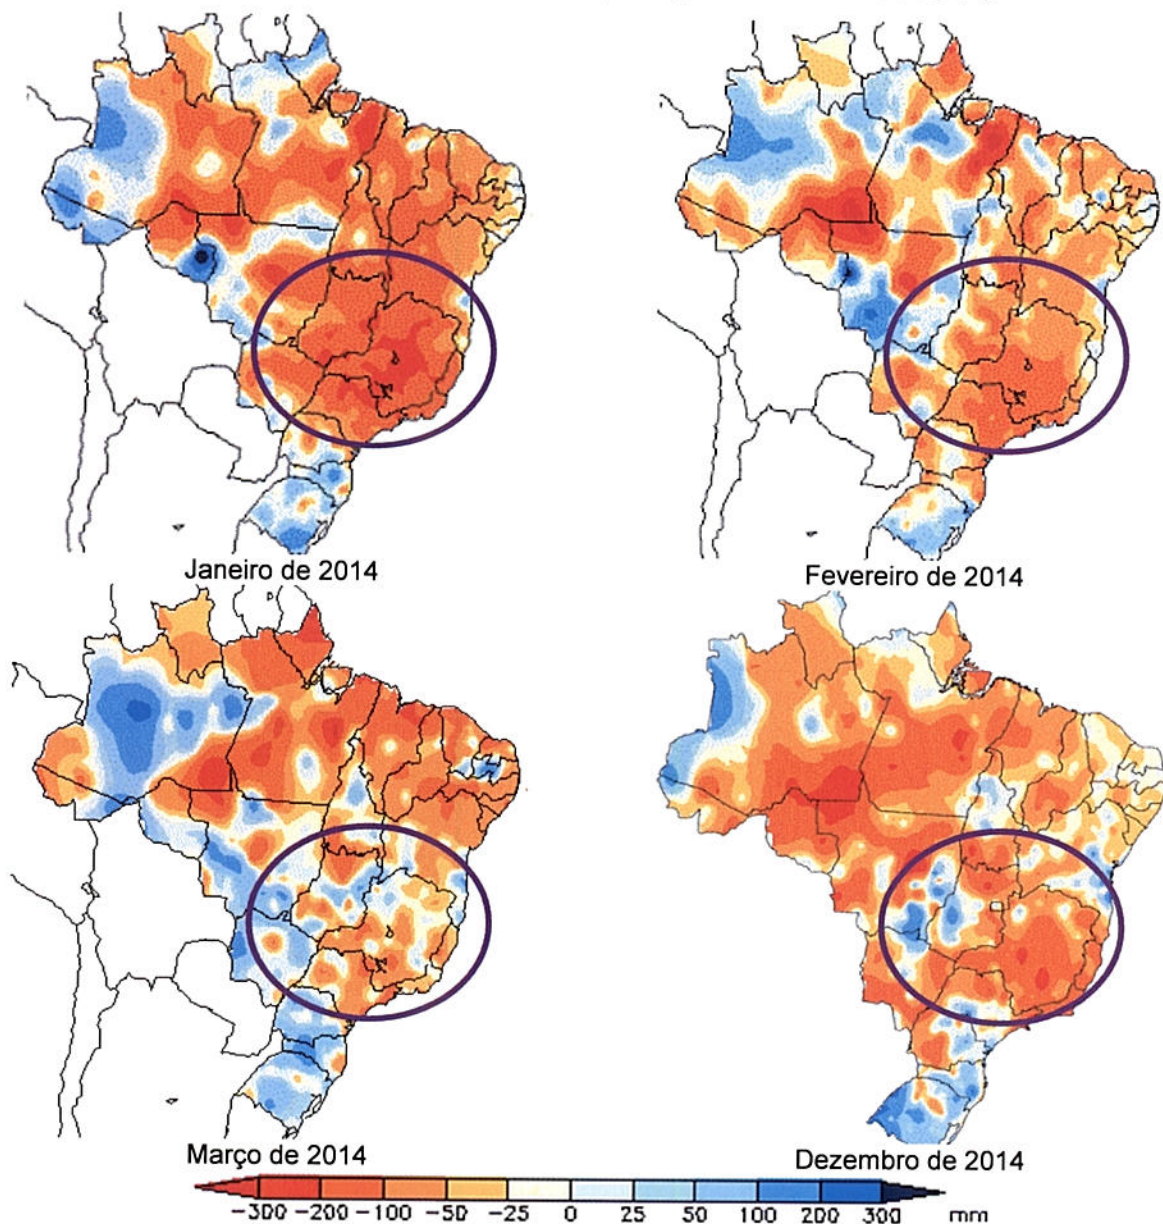 Janeiro de 2014
Fevereiro de 2014
Março de 2014
Dezembro de 2014
-300 -200 -100 -50 -25 0 25 50 100 200 300 mm